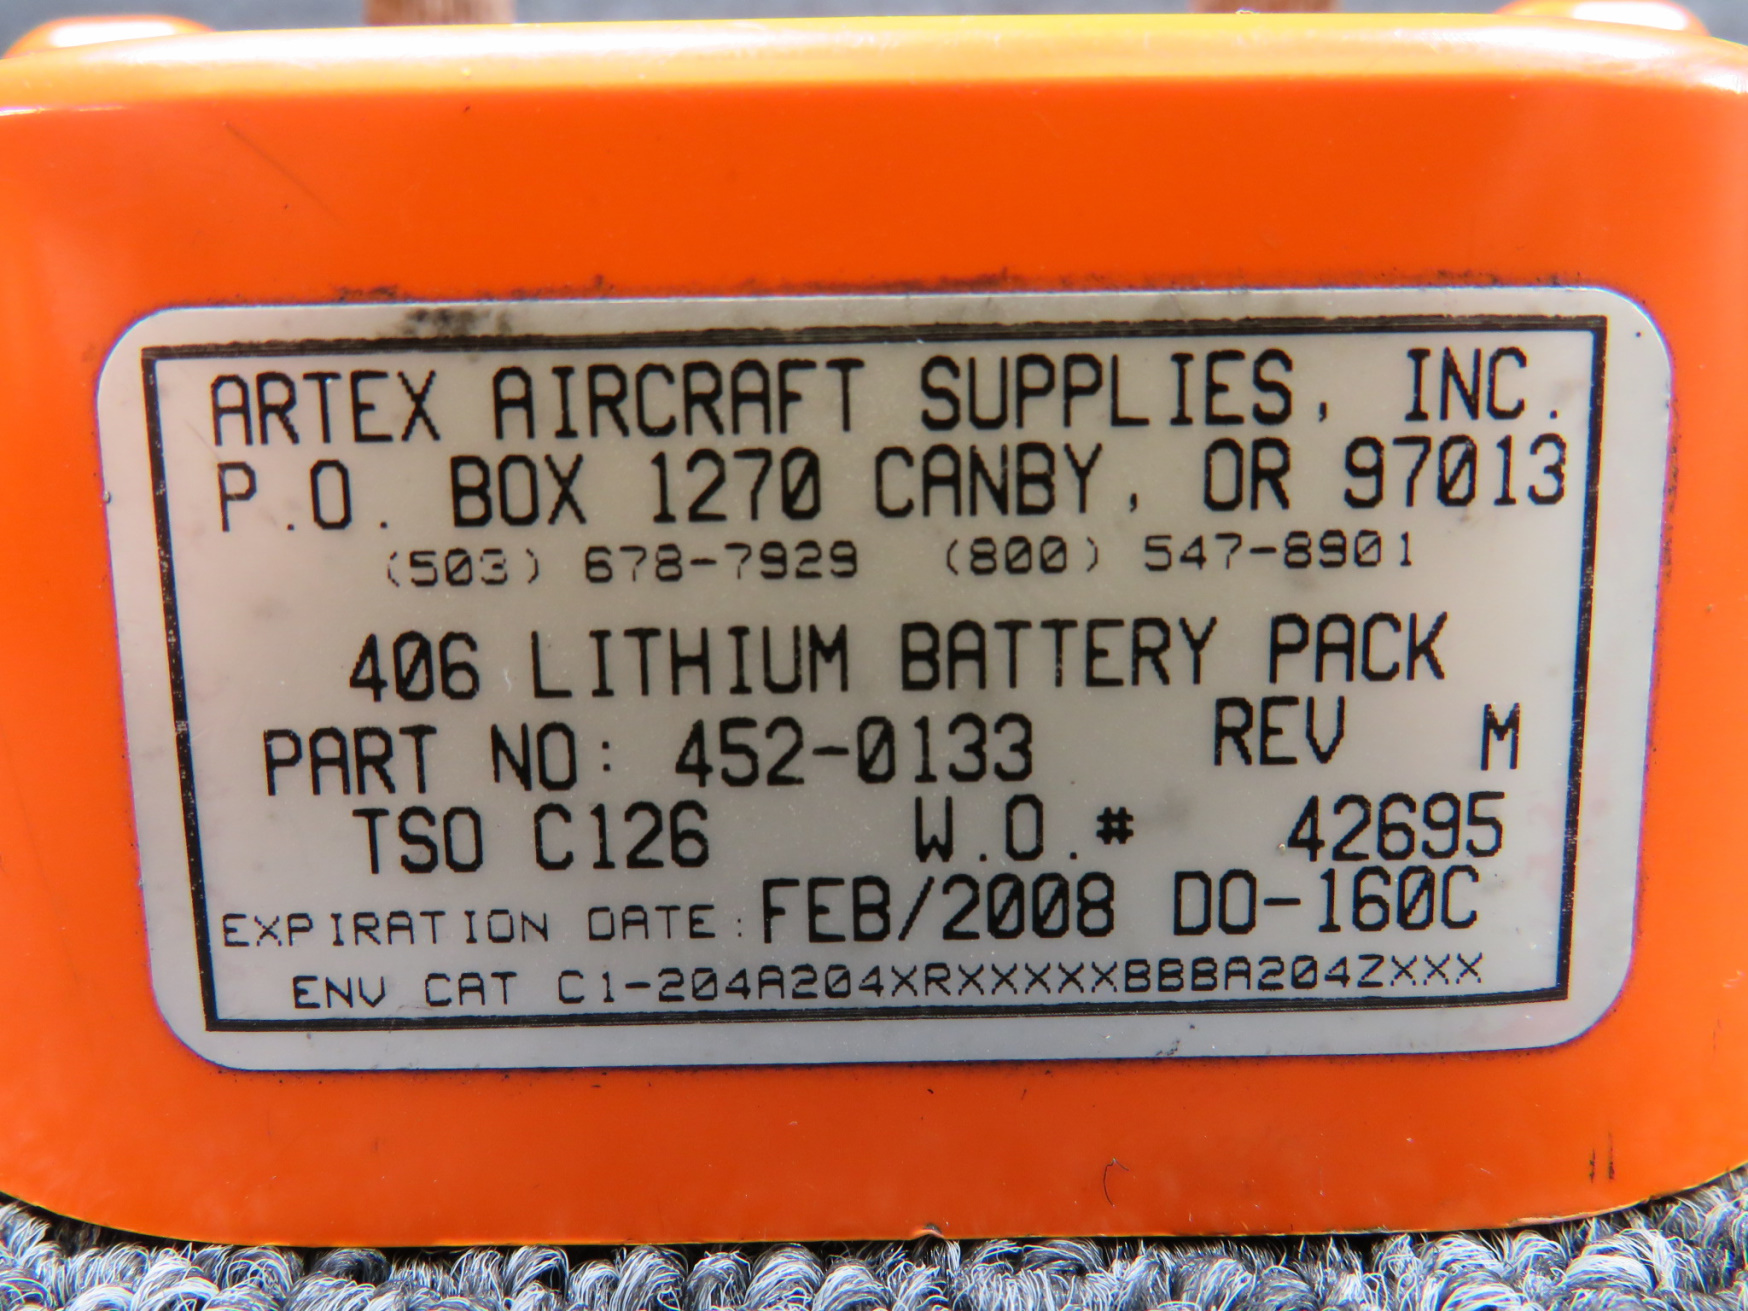 ARTEX AIRCRAFT SUPPLIES, INC.
P.O. BOX 1270 CANBY, OR 97013
(503) 678-7929 (800) 547-8901
406 LITHIUM BATTERY PACK
PART NO: 452-0133 REV M
TSO C126 W.O.# 42695
EXPIRATION DATE: FEB/2008 DO-160C
ENV CAT C1-204A204XRXXXXXBBBA204ZXXX